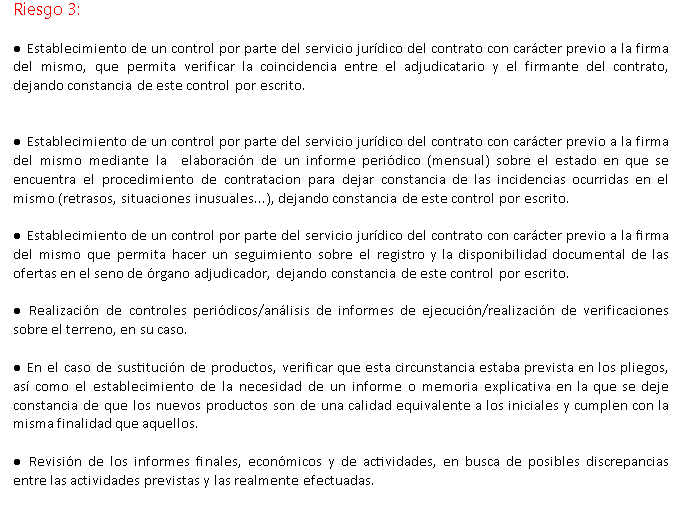 Riesgo 3:
● Establecimiento de un control por parte del servicio jurídico del contrato con carácter previo a la firma
del mismo, que permita verificar la coincidencia entre el adjudicatario y el firmante del contrato,
dejando constancia de este control por escrito.
● Establecimiento de un control por parte del servicio jurídico del contrato con carácter previo a la firma
del mismo mediante la elaboración de un informe periódico (mensual) sobre el estado en que se
encuentra el procedimiento de contratacion para dejar constancia de las incidencias ocurridas en el
mismo (retrasos, situaciones inusuales...), dejando constancia de este control por escrito.
● Establecimiento de un control por parte del servicio jurídico del contrato con carácter previo a la firma
del mismo que permita hacer un seguimiento sobre el registro y la disponibilidad documental de las
ofertas en el seno de órgano adjudicador, dejando constancia de este control por escrito.
● Realización de controles periódicos/análisis de informes de ejecución/realización de verificaciones
sobre el terreno, en su caso.
● En el caso de sustitución de productos, verificar que esta circunstancia estaba prevista en los pliegos,
así como el establecimiento de la necesidad de un informe o memoria explicativa en la que se deje
constancia de que los nuevos productos son de una calidad equivalente a los iniciales y cumplen con la
misma finalidad que aquellos.
● Revisión de los informes finales, económicos y de actividades, en busca de posibles discrepancias
entre las actividades previstas y las realmente efectuadas.